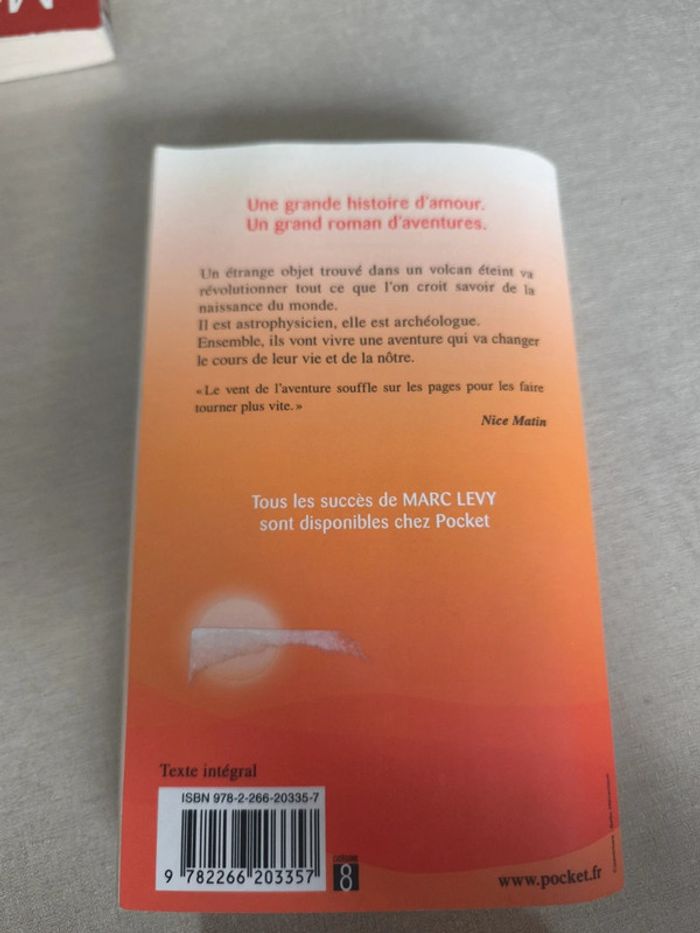 Une grande histoire d'amour.
Un grand roman d'aventures.
Un étrange objet trouvé dans un volcan éteint va
révolutionner tout ce que l'on croit savoir de la
naissance du monde.
Il est astrophysicien, elle est archéologue.
Ensemble, ils vont vivre une aventure qui va changer
le cours de leur vie et de la nôtre.
«Le vent de l'aventure souffle sur les pages pour les faire
tourner plus vite.»
Nice Matin
Tous les succès de MARC LEVY
sont disponibles chez Pocket
Texte intégral
ISBN 978-2-266-20335-7
9 782266 203357
CATÉGORIE
8
www.pocket.fr